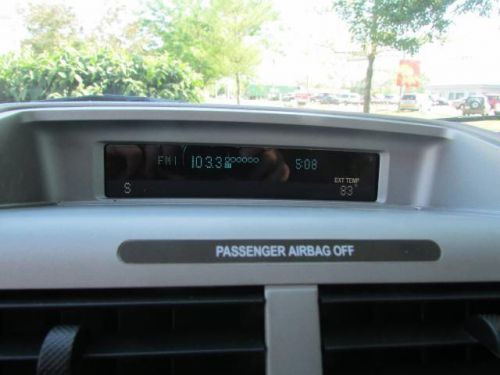 FM1 103.3 5:08
EXT TEMP
S 83°
PASSENGER AIRBAG OFF